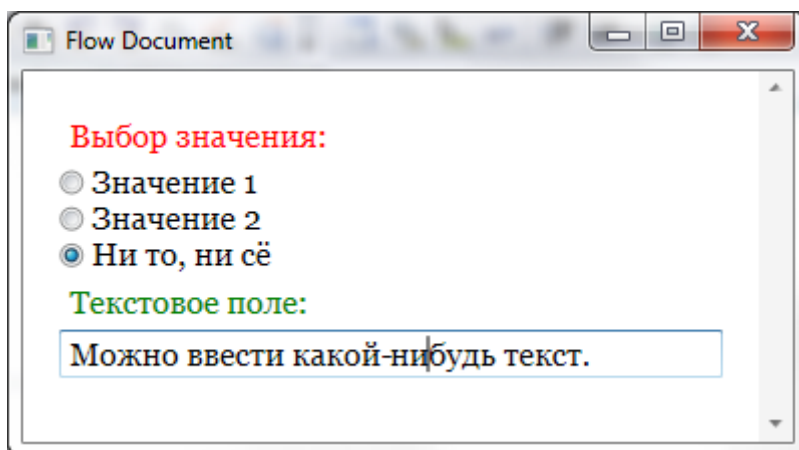 Flow Document
Выбор значения:
Значение 1
Значение 2
Ни то, ни сё
Текстовое поле:
Можно ввести какой-нибудь текст.